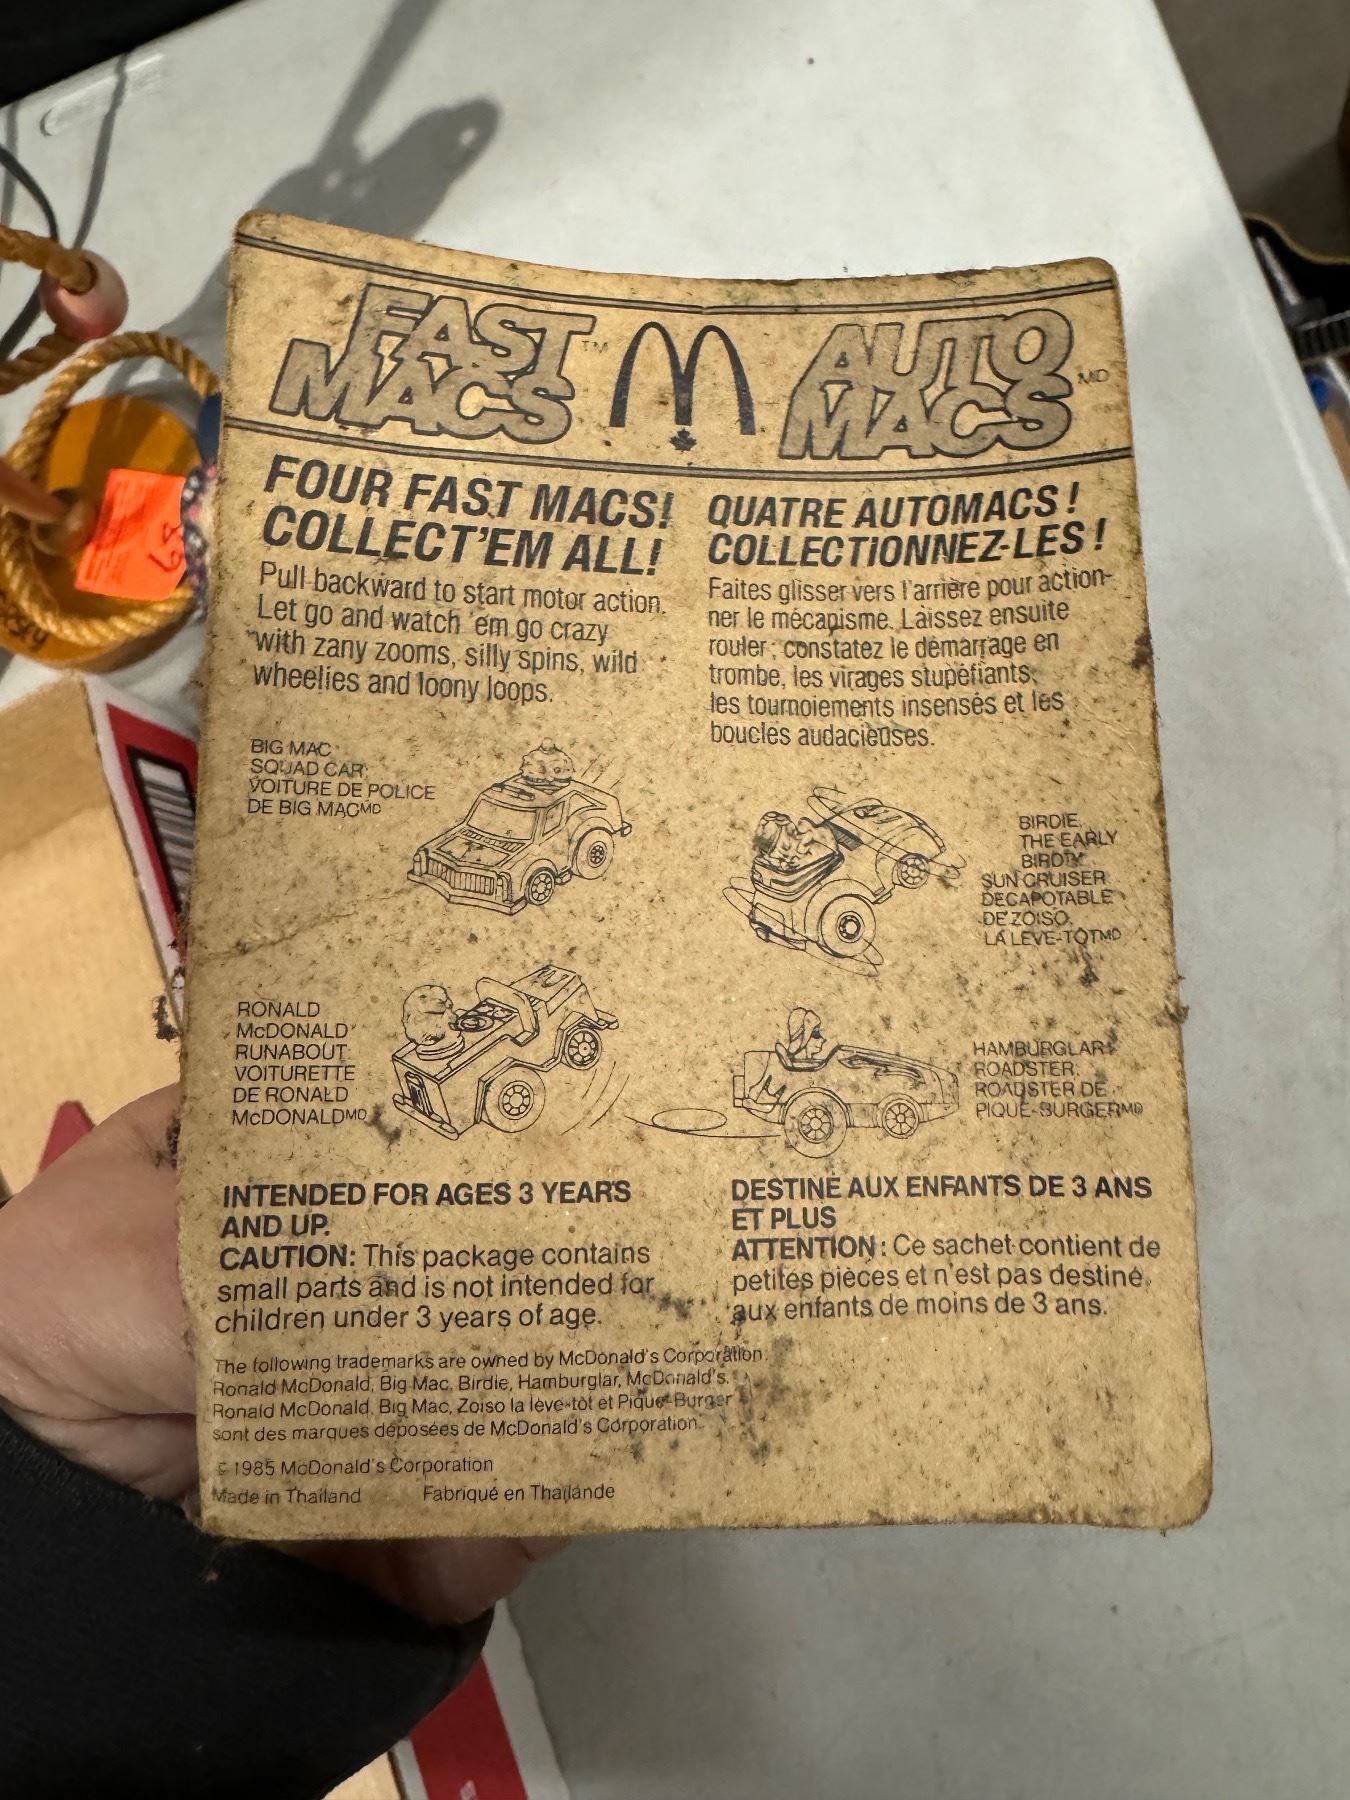 FAST MACS™
AUTO MACS MD
FOUR FAST MACS!
COLLECT'EM ALL!
Pull backward to start motor action.
Let go and watch 'em go crazy
with zany zooms, silly spins, wild
wheelies and loony loops.
QUATRE AUTOMACS !
COLLECTIONNEZ-LES !
Faites glisser vers l'arrière pour action-
ner le mécanisme. Laissez ensuite
rouler ; constatez le démarrage en
trombe, les virages stupéfiants,
les tournoiements insensés et les
boucles audacieuses.
BIG MAC
SQUAD CAR
VOITURE DE POLICE
DE BIG MAC MD
BIRDIE,
THE EARLY
BIRD
SUN CRUISER
DECAPOTABLE
DE ZOISO,
LA LEVE-TOT MD
RONALD
McDONALD
RUNABOUT
VOITURETTE
DE RONALD
McDONALD MD
HAMBURGLAR
ROADSTER
ROADSTER DE
PIQUE-BURGER MD
INTENDED FOR AGES 3 YEARS
AND UP.
CAUTION: This package contains
small parts and is not intended for
children under 3 years of age.
DESTINÉ AUX ENFANTS DE 3 ANS
ET PLUS
ATTENTION : Ce sachet contient de
petites pièces et n'est pas destiné
aux enfants de moins de 3 ans.
The following trademarks are owned by McDonald's Corporation.
Ronald McDonald, Big Mac, Birdie, Hamburglar, McDonald's.
Ronald McDonald, Big Mac, Zoiso la lève-tôt et Pique-Burger
sont des marques déposées de McDonald's Corporation.
© 1985 McDonald's Corporation
Made in Thailand Fabriqué en Thaïlande